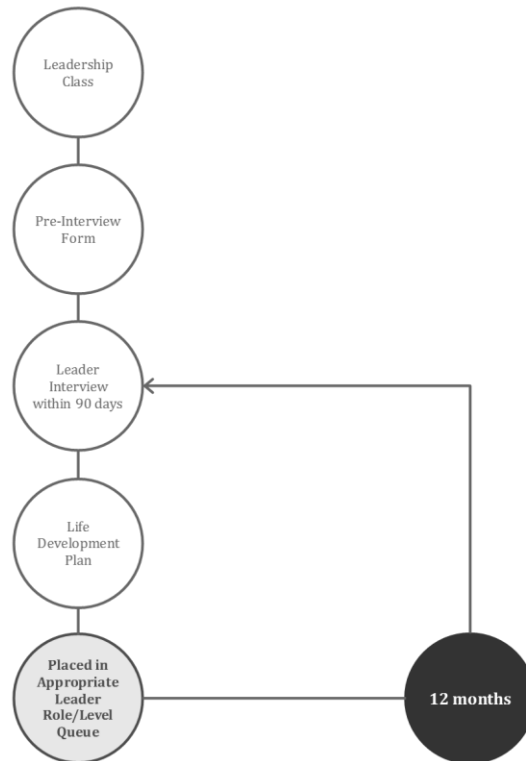 Leadership
Class
Pre-Interview
Form
Leader
Interview
within 90 days
Life
Development
Plan
Placed in
Appropriate
Leader
Role/Level
Queue
12 months